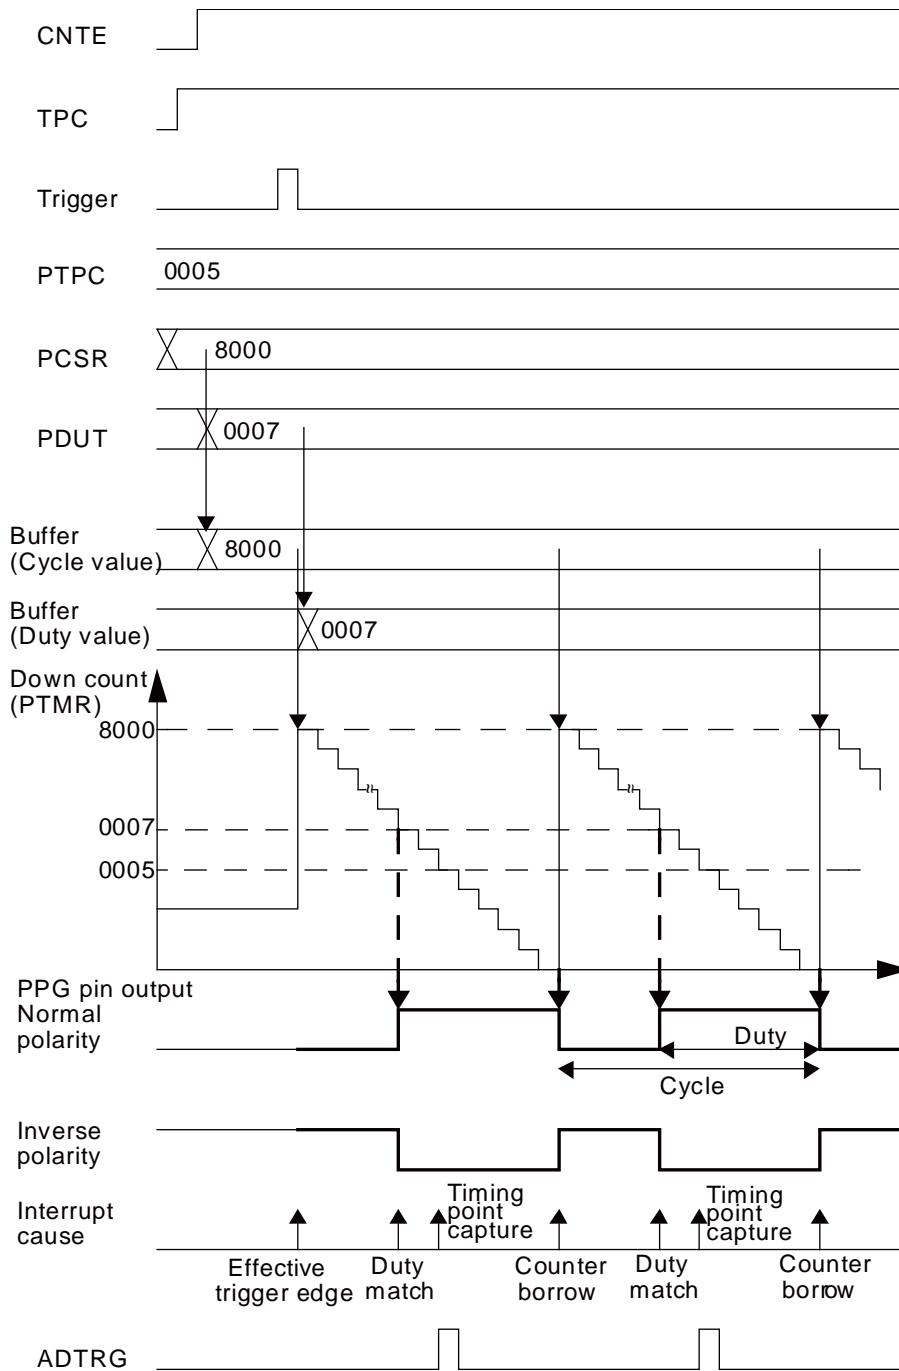 CNTE
TPC
Trigger
PTPC
0005
PCSR
8000
PDUT
0007
Buffer
(Cycle value)
8000
Buffer
(Duty value)
0007
Down count
(PTMR)
8000
0007
0005
PPG pin output
Normal
polarity
Duty
Cycle
Inverse
polarity
Interrupt
cause
Timing
point
capture
Timing
point
capture
Effective
trigger edge
Duty
match
Counter
borrow
Duty
match
Counter
borrow
ADTRG